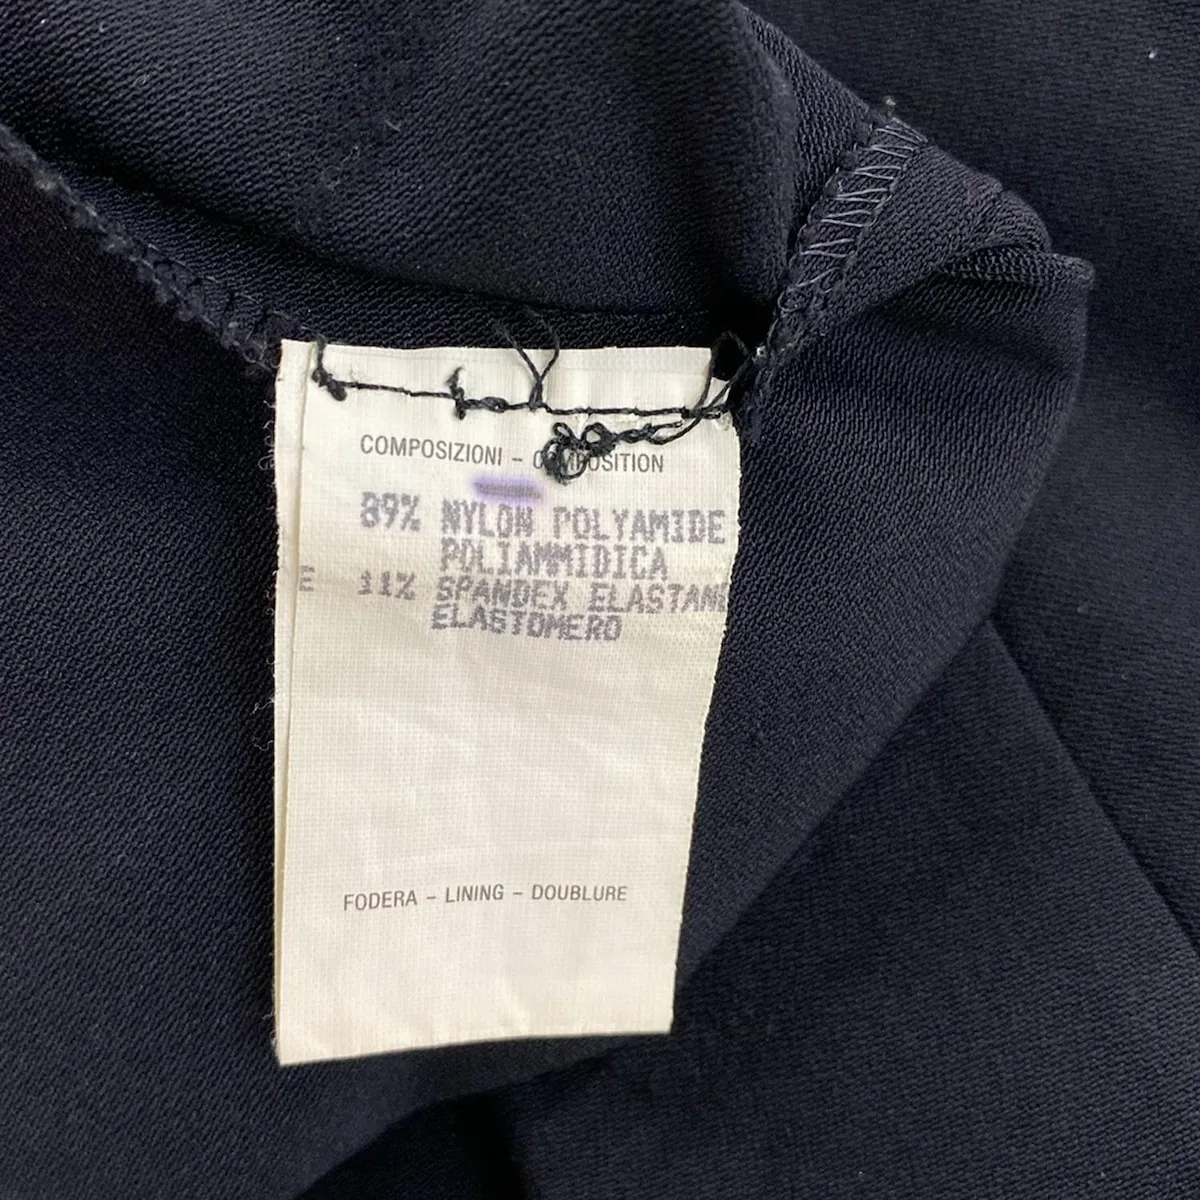 COMPOSIZIONI - COMPOSITION
89% NYLON POLYAMIDE
POLIAMMIDICA
E 11% SPANDEX ELASTANE
ELASTOMERO
FODERA - LINING - DOUBLURE